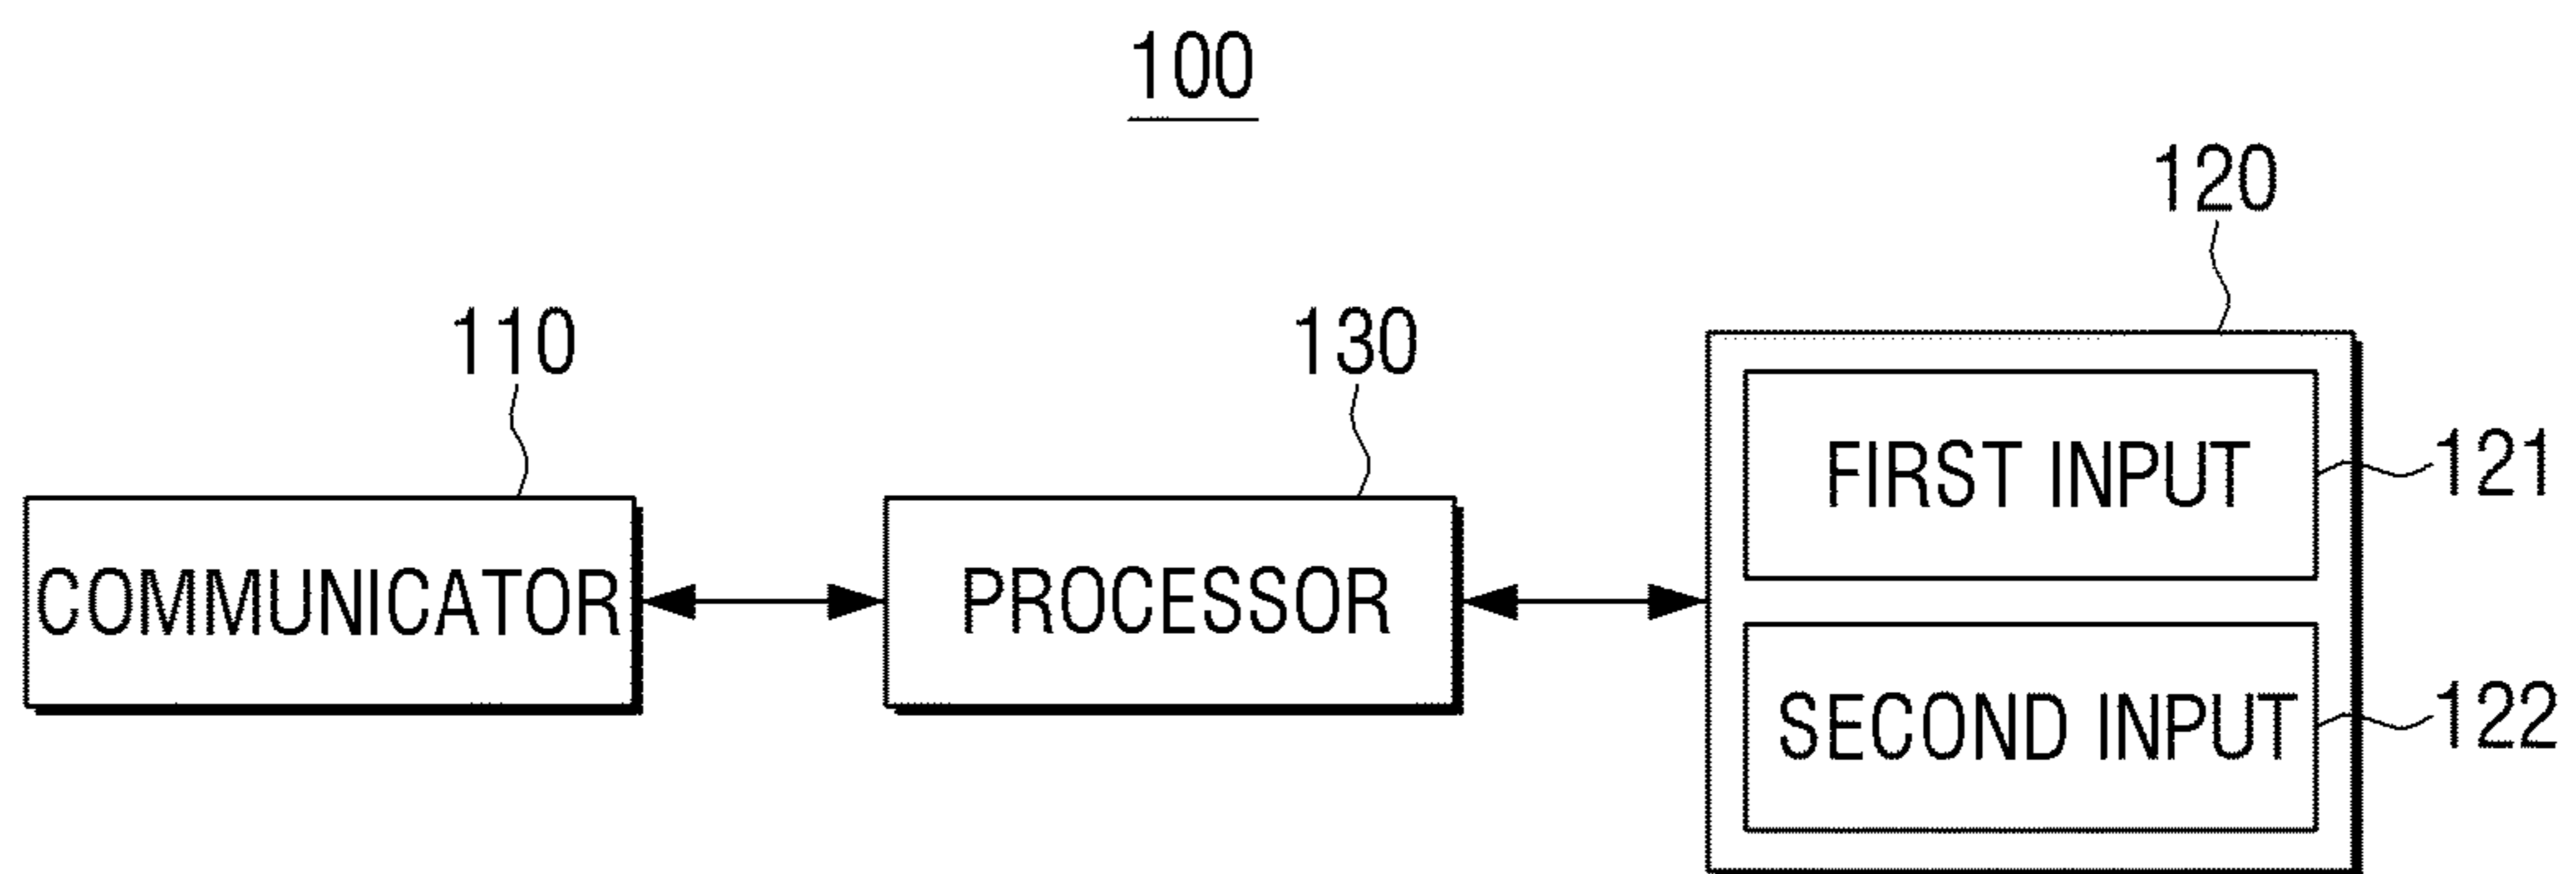 100
120
110
130
FIRST INPUT
121
COMMUNICATOR
PROCESSOR
SECOND INPUT
122